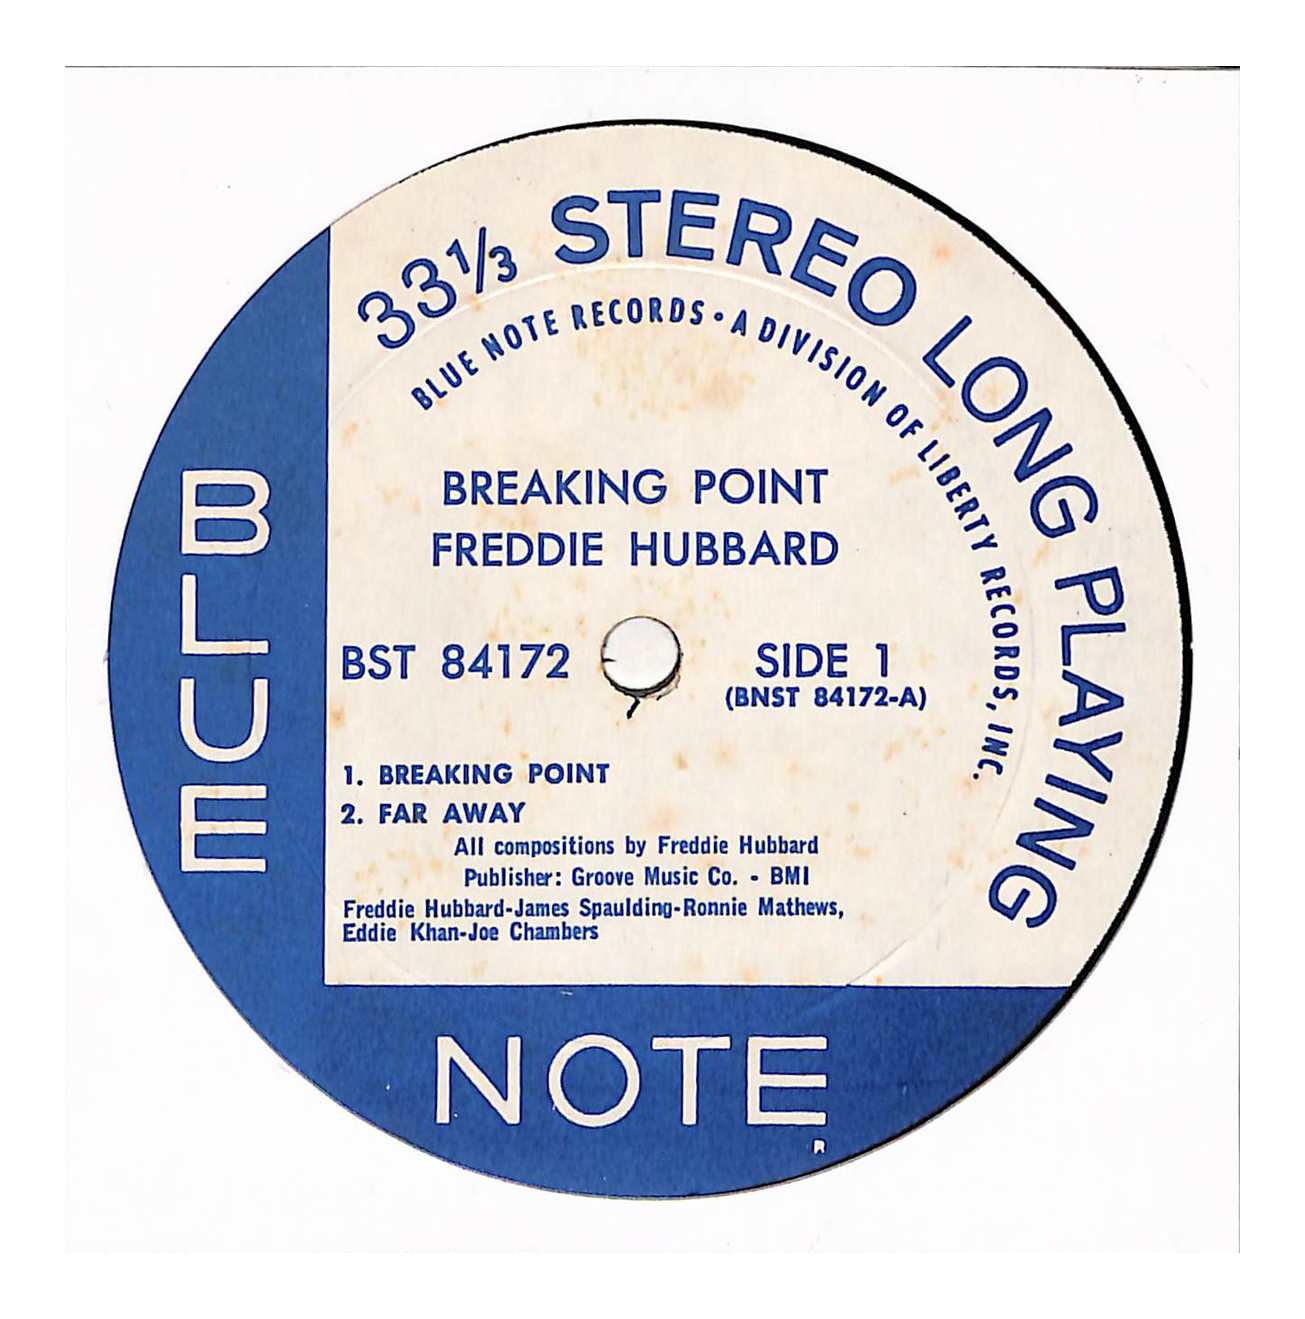 33⅓ STEREO LONG PLAYING
BLUE NOTE RECORDS • A DIVISION OF LIBERTY RECORDS, INC.
BREAKING POINT
FREDDIE HUBBARD
BST 84172
SIDE 1
(BNST 84172-A)
1. BREAKING POINT
2. FAR AWAY
All compositions by Freddie Hubbard
Publisher: Groove Music Co. - BMI
Freddie Hubbard-James Spaulding-Ronnie Mathews,
Eddie Khan-Joe Chambers
BLUE
NOTE
R